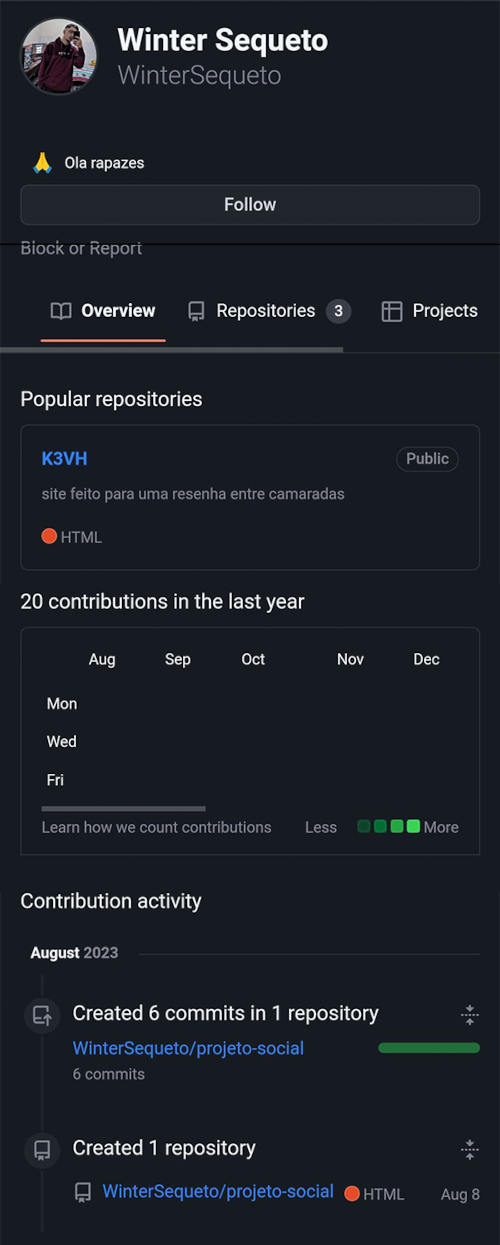 Winter Sequeto
WinterSequeto
🙏 Ola rapazes
Follow
Block or Report
Overview Repositories 3 Projects
Popular repositories
K3VH Public
site feito para uma resenha entre camaradas
HTML
20 contributions in the last year
Aug Sep Oct Nov Dec
Mon
Wed
Fri
Learn how we count contributions Less More
Contribution activity
August 2023
Created 6 commits in 1 repository
WinterSequeto/projeto-social
6 commits
Created 1 repository
WinterSequeto/projeto-social HTML Aug 8